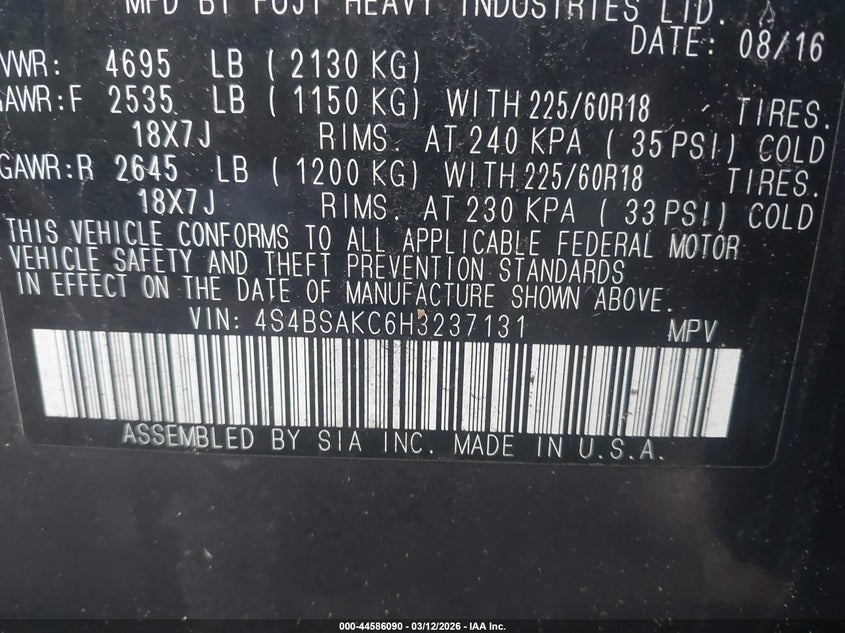 MFD BY FUJI HEAVY INDUSTRIES LTD.
DATE: 08/16
VWR: 4695 LB ( 2130 KG)
AWR:F 2535 LB ( 1150 KG) WITH 225/60R18 TIRES.
18X7J RIMS. AT 240 KPA ( 35 PSI) COLD
GAWR:R 2645 LB ( 1200 KG) WITH 225/60R18 TIRES.
18X7J RIMS. AT 230 KPA ( 33 PSI) COLD
THIS VEHICLE CONFORMS TO ALL APPLICABLE FEDERAL MOTOR
VEHICLE SAFETY AND THEFT PREVENTION STANDARDS
IN EFFECT ON THE DATE OF MANUFACTURE SHOWN ABOVE.
VIN: 4S4BSAKC6H3237131 MPV
ASSEMBLED BY SIA INC. MADE IN U.S.A.
000-44586090 - 03/12/2026 - IAA Inc.